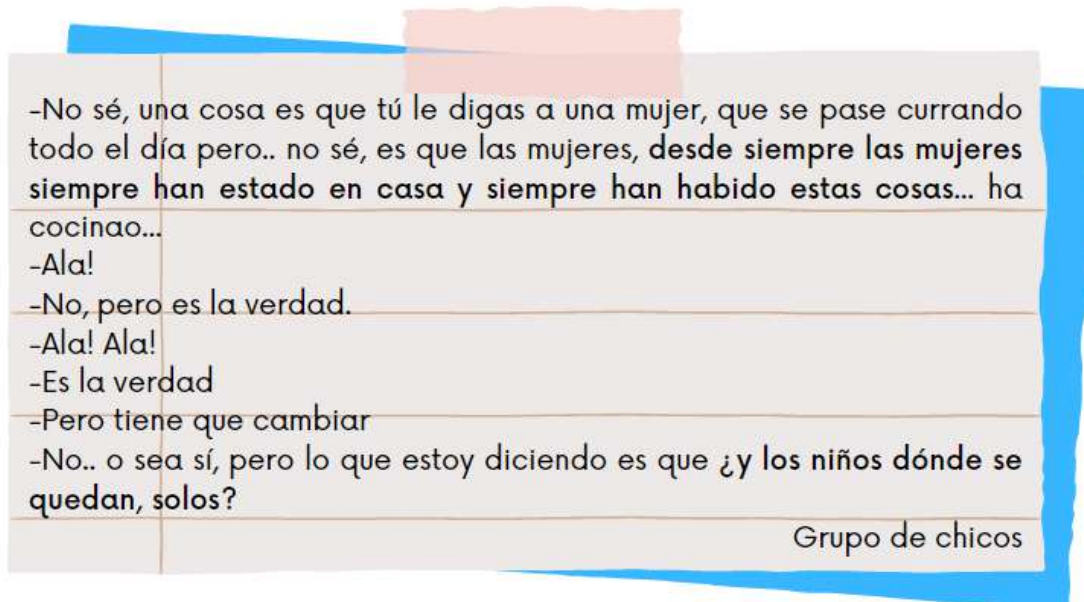 -No sé, una cosa es que tú le digas a una mujer, que se pase currando
todo el día pero.. no sé, es que las mujeres, desde siempre las mujeres
siempre han estado en casa y siempre han habido estas cosas... ha
cocinao...
-Ala!
-No, pero es la verdad.
-Ala! Ala!
-Es la verdad
-Pero tiene que cambiar
-No.. o sea sí, pero lo que estoy diciendo es que ¿y los niños dónde se
quedan, solos?
Grupo de chicos